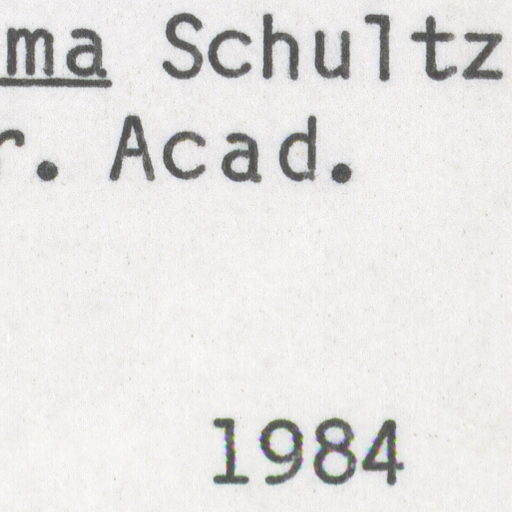 ma Schultz
r. Acad.
1984